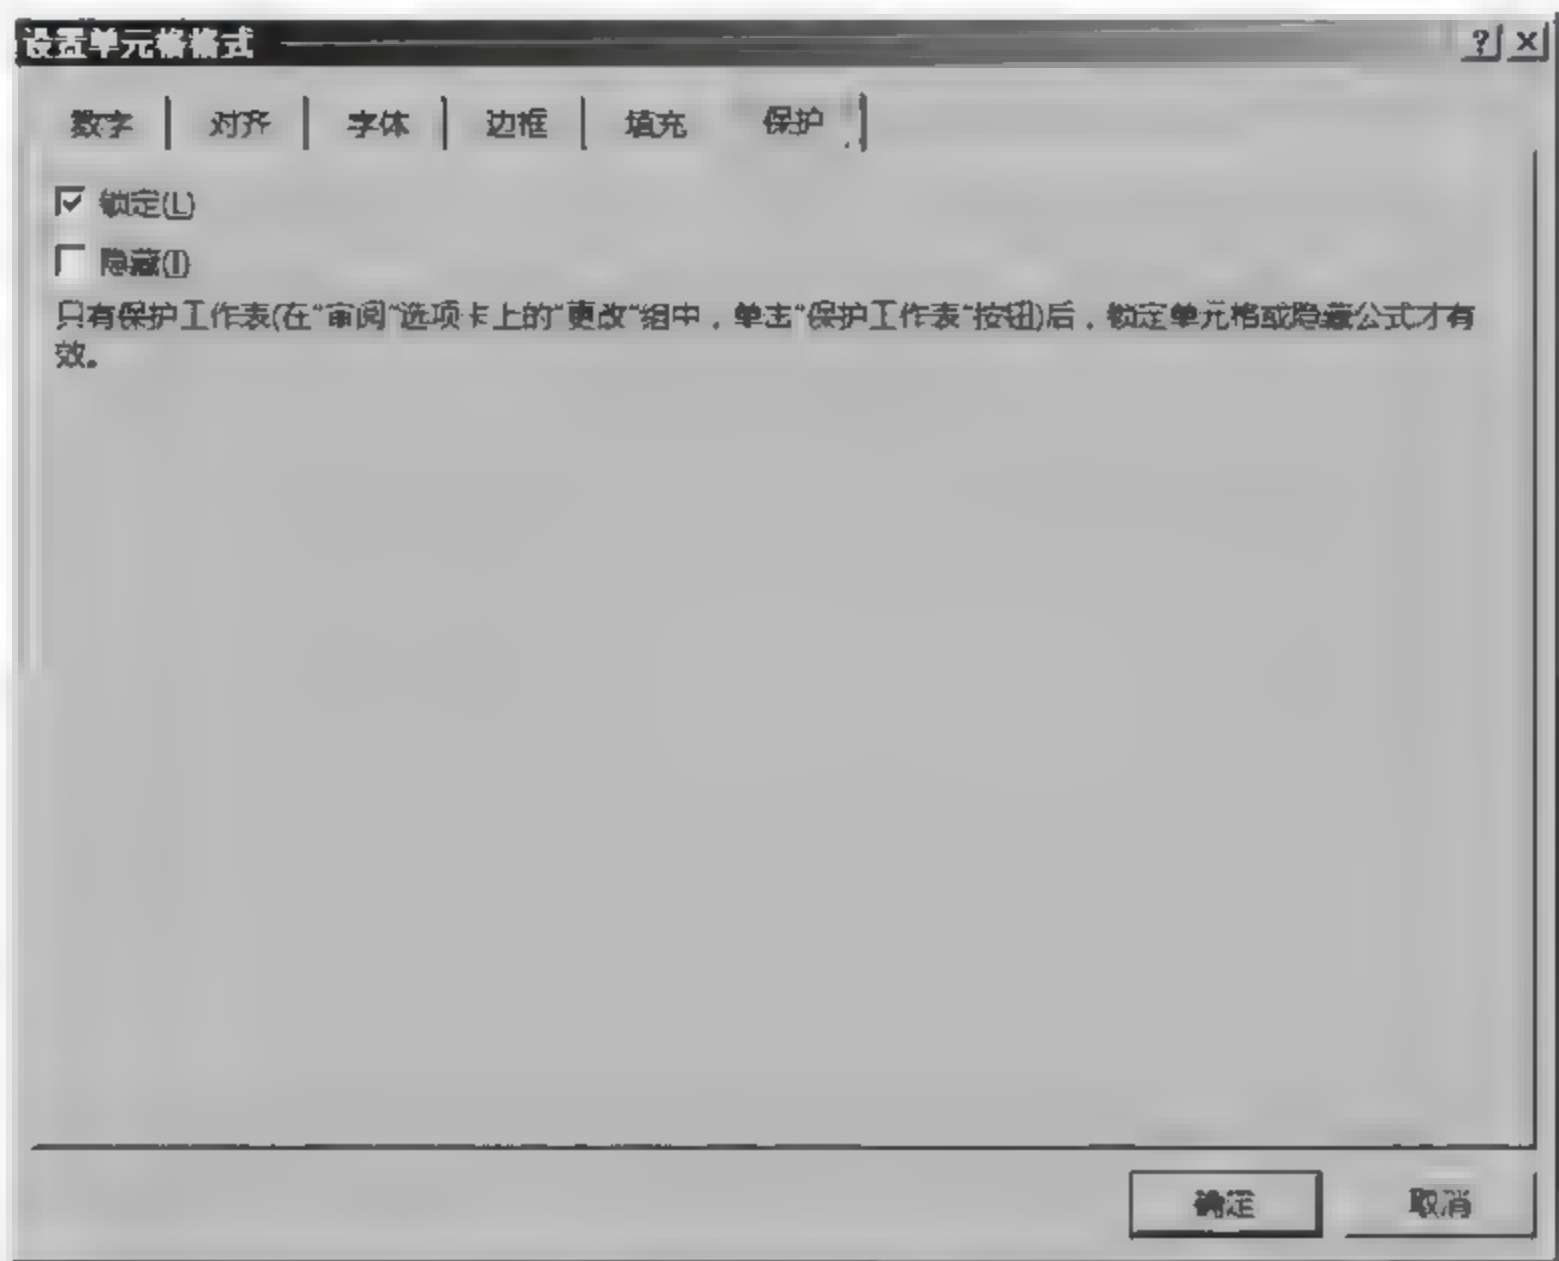 设置单元格格式
数字 对齐 字体 边框 填充 保护
锁定(L)
隐藏(I)
只有保护工作表(在"审阅"选项卡上的"更改"组中，单击"保护工作表"按钮)后，锁定单元格或隐藏公式才有
效。
确定 取消